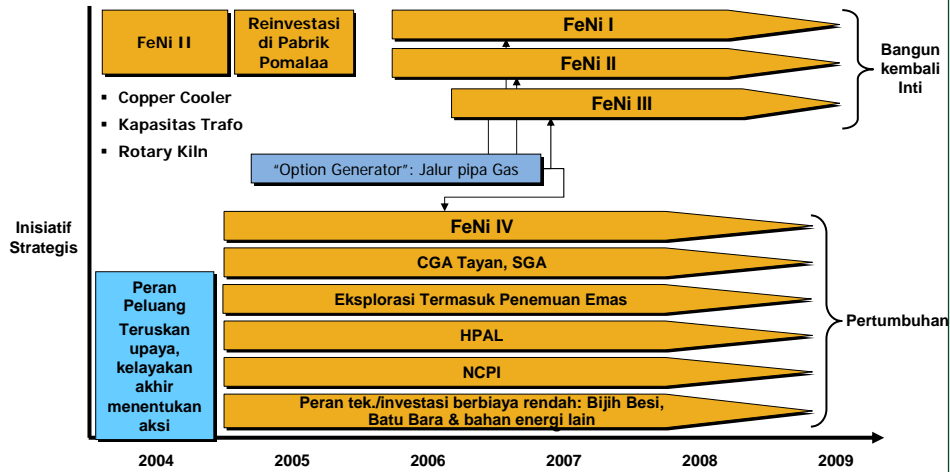 FeNi II
Reinvestasi
di Pabrik
Pomalaa
FeNi I
FeNi II
FeNi III
Bangun
kembali
Inti
▪ Copper Cooler
▪ Kapasitas Trafo
▪ Rotary Kiln
“Option Generator”: Jalur pipa Gas
Inisiatif
Strategis
FeNi IV
CGA Tayan, SGA
Eksplorasi Termasuk Penemuan Emas
HPAL
NCPI
Peran tek./investasi berbiaya rendah: Bijih Besi,
Batu Bara & bahan energi lain
Pertumbuhan
Peran
Peluang
Teruskan
upaya,
kelayakan
akhir
menentukan
aksi
2004 2005 2006 2007 2008 2009